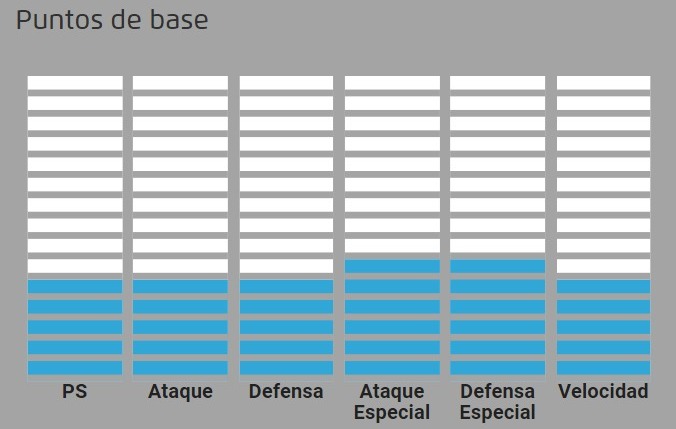 Puntos de base
PS
Ataque
Defensa
Ataque
Especial
Defensa
Especial
Velocidad